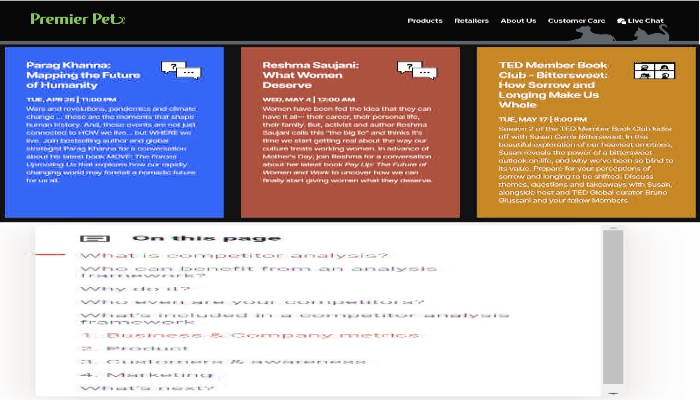 Premier Pet
Products Retailers About Us Customer Care Live Chat
Parag Khanna:
Mapping the Future
of Humanity
TUE, APR 26 | 11:00 PM
Wars and revolutions, pandemics and climate
change ... these are the moments that shape
human history. And, these events are not just
connected to HOW we live... but WHERE we
live. Join bestselling author and global
strategist Parag Khanna for a conversation
about his latest book MOVE: The Forces
Uprooting Us that explores how our rapidly
changing world may foretell a nomadic future
for us all.
Reshma Saujani:
What Women
Deserve
WED, MAY 4 | 12:00 AM
Women have been fed the idea that they can
have it all— their career, their personal life,
their family. But, activist and author Reshma
Saujani calls this "the big lie" and thinks it's
time we start getting real about the way our
culture treats working women. In advance of
Mother's Day, join Reshma for a conversation
about her latest book Pay Up: The Future of
Women and Work to uncover how we can
finally start giving women what they deserve.
TED Member Book
Club - Bittersweet:
How Sorrow and
Longing Make Us
Whole
TUE, MAY 17 | 8:00 PM
Session 2 of the TED Member Book Club kicks
off with Susan Cain's Bittersweet. In this
beautiful exploration of our heaviest emotions,
Susan reveals the power of a bittersweet
outlook on life, and why we've been so blind to
its value. Prepare for your perceptions of
sorrow and longing to be shifted. Discuss
themes, questions and takeaways with Susan,
alongside host and TED Global curator Bruno
Giussani and your fellow Members.
On this page
What is competitor analysis?
Who can benefit from an analysis
framework?
Why do it?
Who even are your competitors?
What's included in a competitor analysis
framework
1. Business & Company metrics
2. Product
3. Customers & awareness
4. Marketing
What's next?